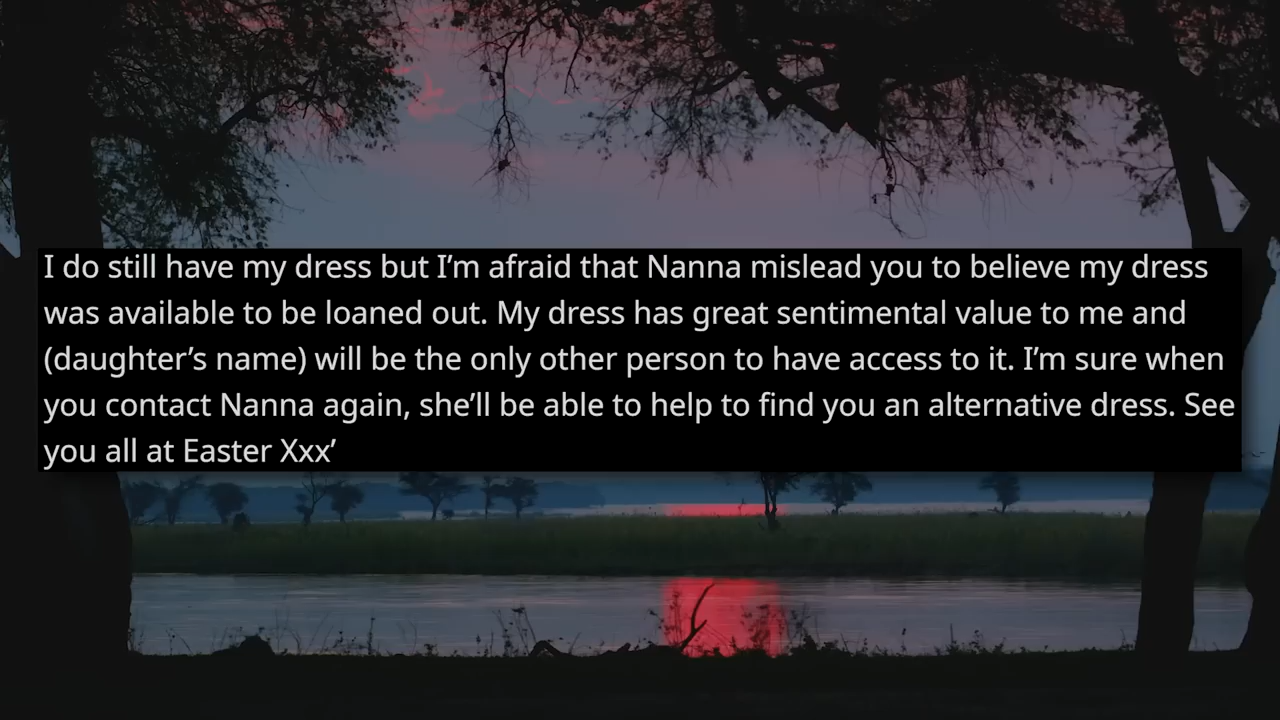 I do still have my dress but I’m afraid that Nanna mislead you to believe my dress
was available to be loaned out. My dress has great sentimental value to me and
(daughter’s name) will be the only other person to have access to it. I’m sure when
you contact Nanna again, she’ll be able to help to find you an alternative dress. See
you all at Easter Xxx’